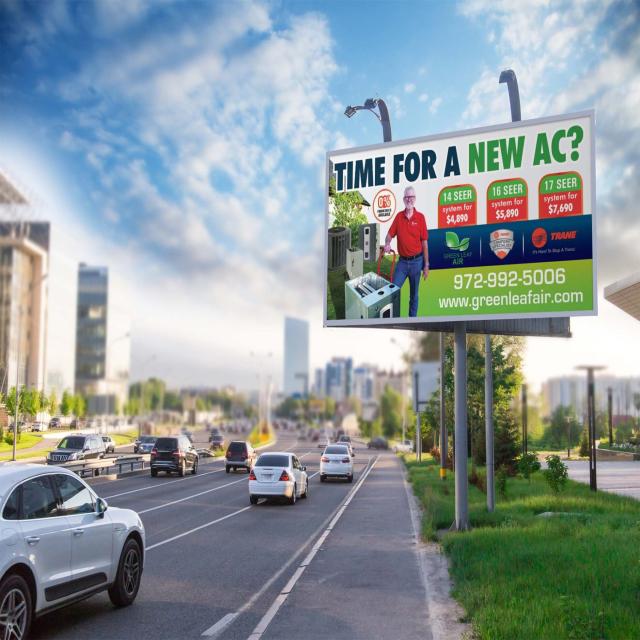 TIME FOR A NEW AC?
0%
14 SEER
system for
$4,890
16 SEER
system for
$5,890
17 SEER
system for
$7,690
GREEN LEAF
AIR
TRANE
It's Hard To Stop A Trane.
972-992-5006
www.greenleafair.com